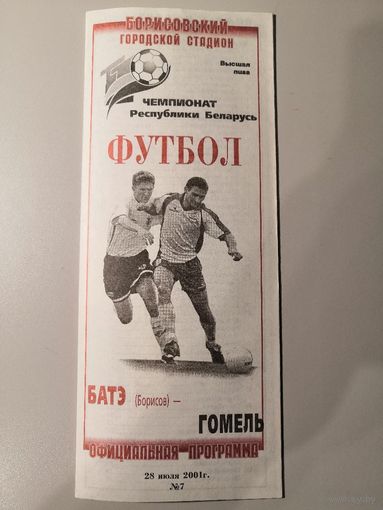 БОРИСОВСКИЙ
ГОРОДСКОЙ СТАДИОН
Высшая
лига
ЧЕМПИОНАТ
Республики Беларусь
ФУТБОЛ
БАТЭ (Борисов) —
ГОМЕЛЬ
ОФИЦИАЛЬНАЯ ПРОГРАММА
28 июля 2001г.
№7